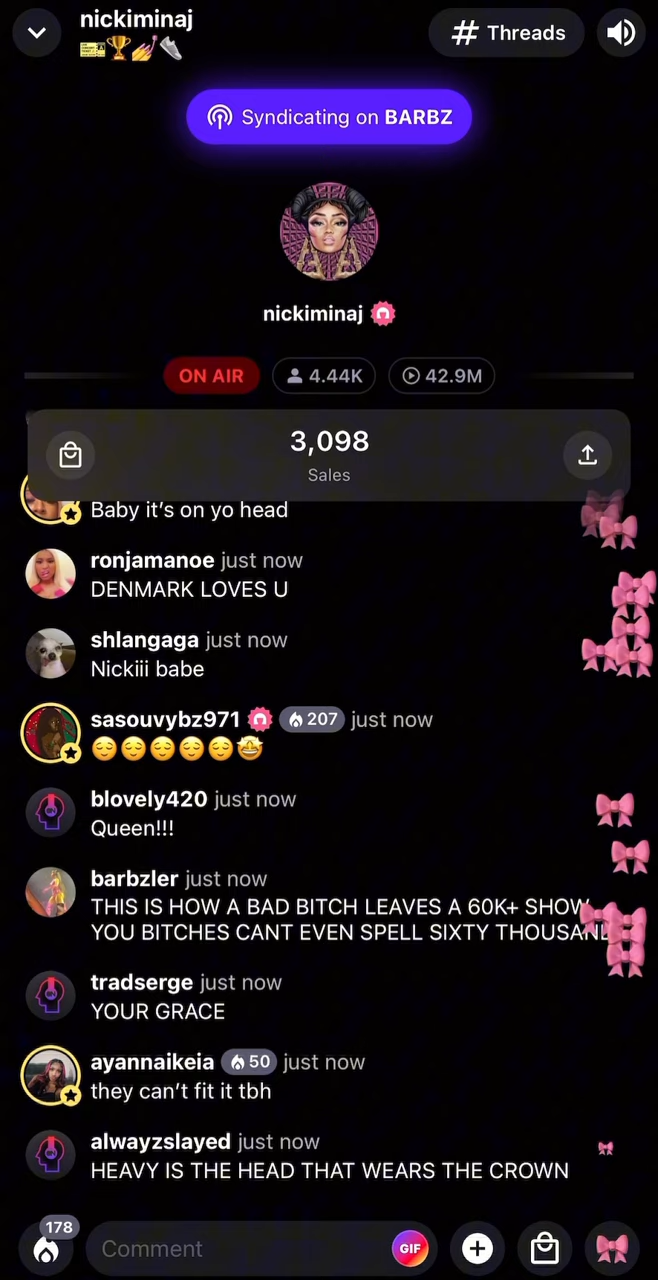 nickiminaj
# Threads
Syndicating on BARBZ
nickiminaj
ON AIR
4.44K
42.9M
3,098
Sales
Baby it’s on yo head
ronjamanoe just now
DENMARK LOVES U
shlangaga just now
Nickiii babe
sasouvybz971 207 just now
😌😌😌😌😌🤩
blovely420 just now
Queen!!!
barbzler just now
THIS IS HOW A BAD BITCH LEAVES A 60K+ SHOW
YOU BITCHES CANT EVEN SPELL SIXTY THOUSAND
tradserge just now
YOUR GRACE
ayannaikeia 50 just now
they can’t fit it tbh
alwayzslayed just now
HEAVY IS THE HEAD THAT WEARS THE CROWN
178
Comment
GIF